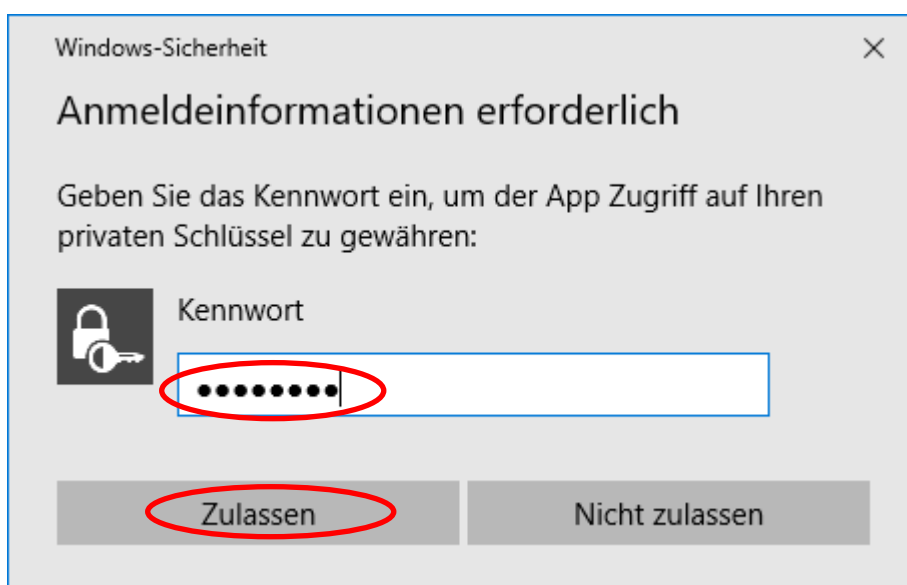 Windows-Sicherheit
Anmeldeinformationen erforderlich
Geben Sie das Kennwort ein, um der App Zugriff auf Ihren
privaten Schlüssel zu gewähren:
Kennwort
●●●●●●●●
Zulassen
Nicht zulassen